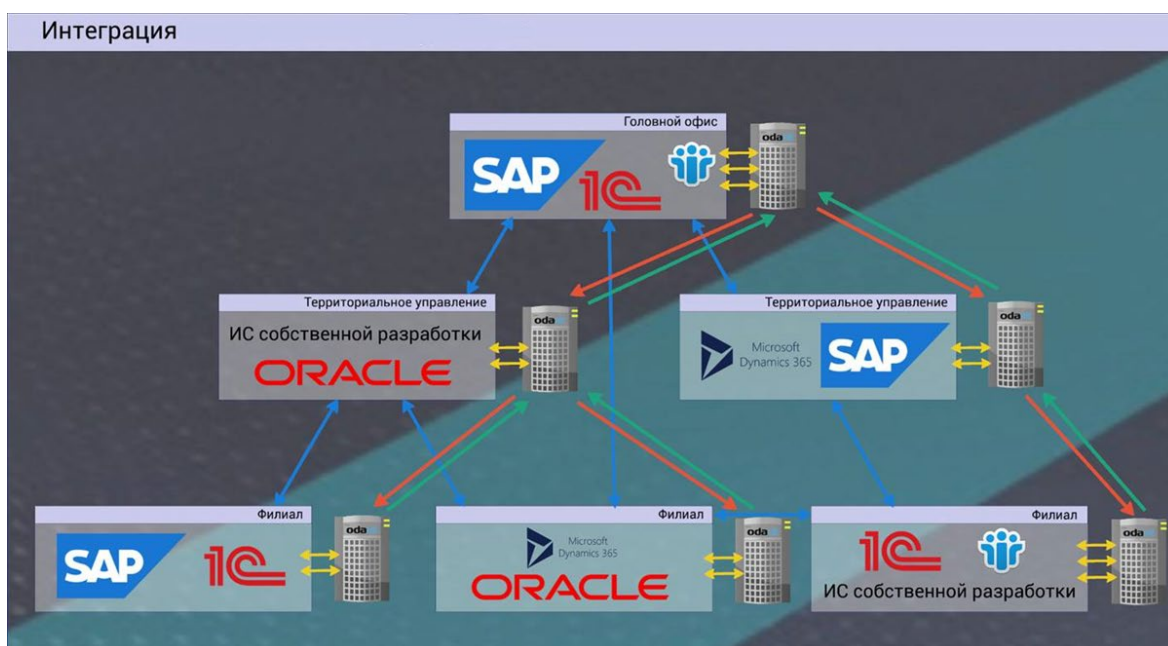 Интеграция
Головной офис
oda
SAP
1С
Территориальное управление
ИС собственной разработки
oda
ORACLE
Территориальное управление
oda
Microsoft
Dynamics 365
SAP
Филиал
oda
SAP
1С
Филиал
oda
Microsoft
Dynamics 365
ORACLE
Филиал
oda
1С
ИС собственной разработки